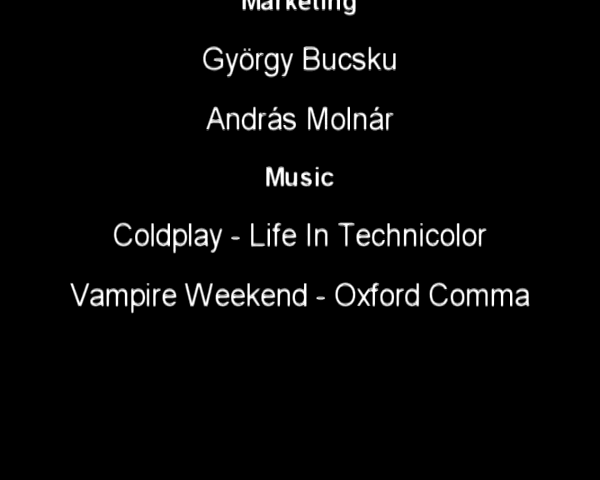 Marketing
György Bucsku
András Molnár
Music
Coldplay - Life In Technicolor
Vampire Weekend - Oxford Comma